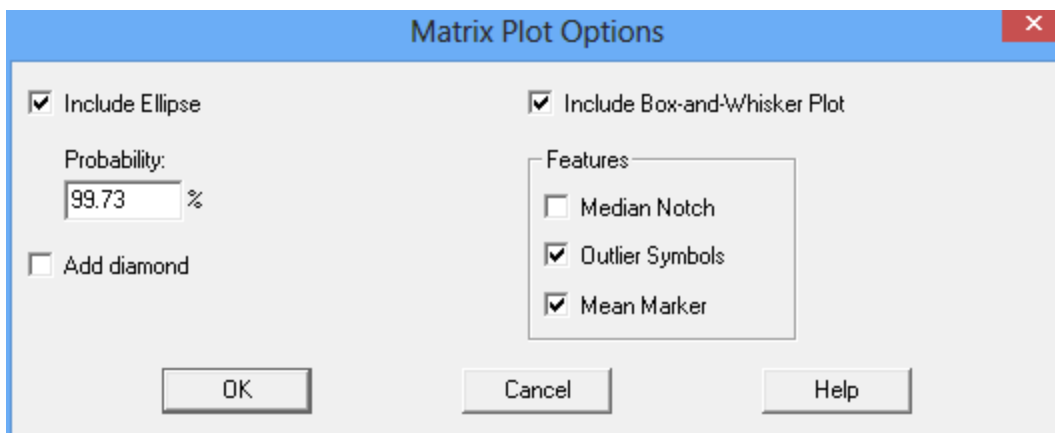 Matrix Plot Options
Include Ellipse
Probability:
99.73 %
Add diamond
Include Box-and-Whisker Plot
Features
Median Notch
Outlier Symbols
Mean Marker
OK
Cancel
Help